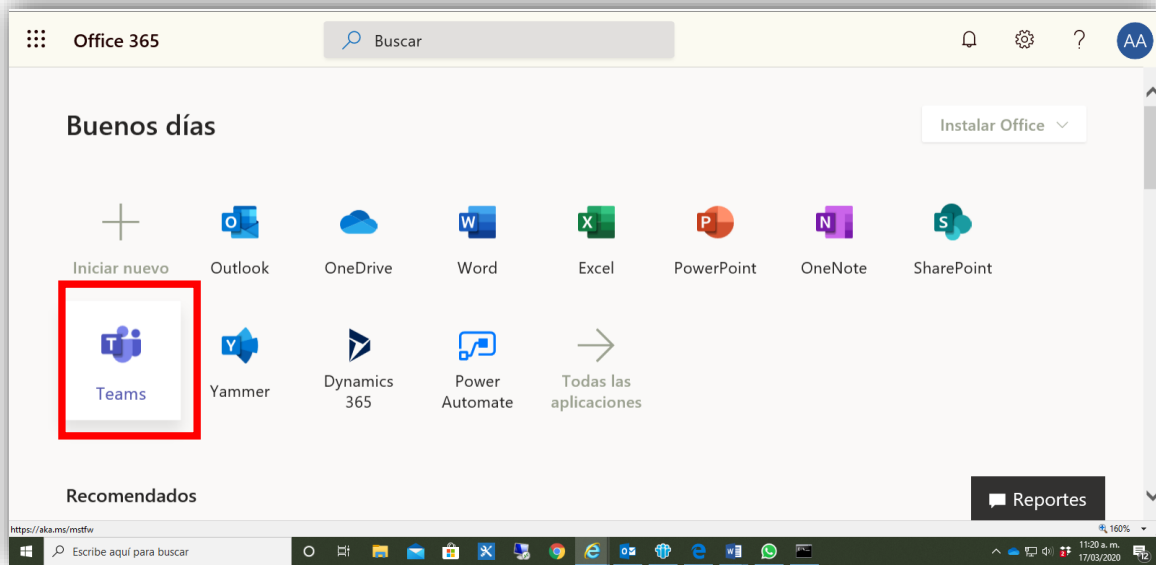 Office 365
Buscar
AA
Buenos días
Instalar Office
Iniciar nuevo
Outlook
OneDrive
Word
Excel
PowerPoint
OneNote
SharePoint
Teams
Yammer
Dynamics
365
Power
Automate
Todas las
aplicaciones
Recomendados
Reportes
https://aka.ms/mstfw
160%
Escribe aquí para buscar
11:20 a. m.
17/03/2020